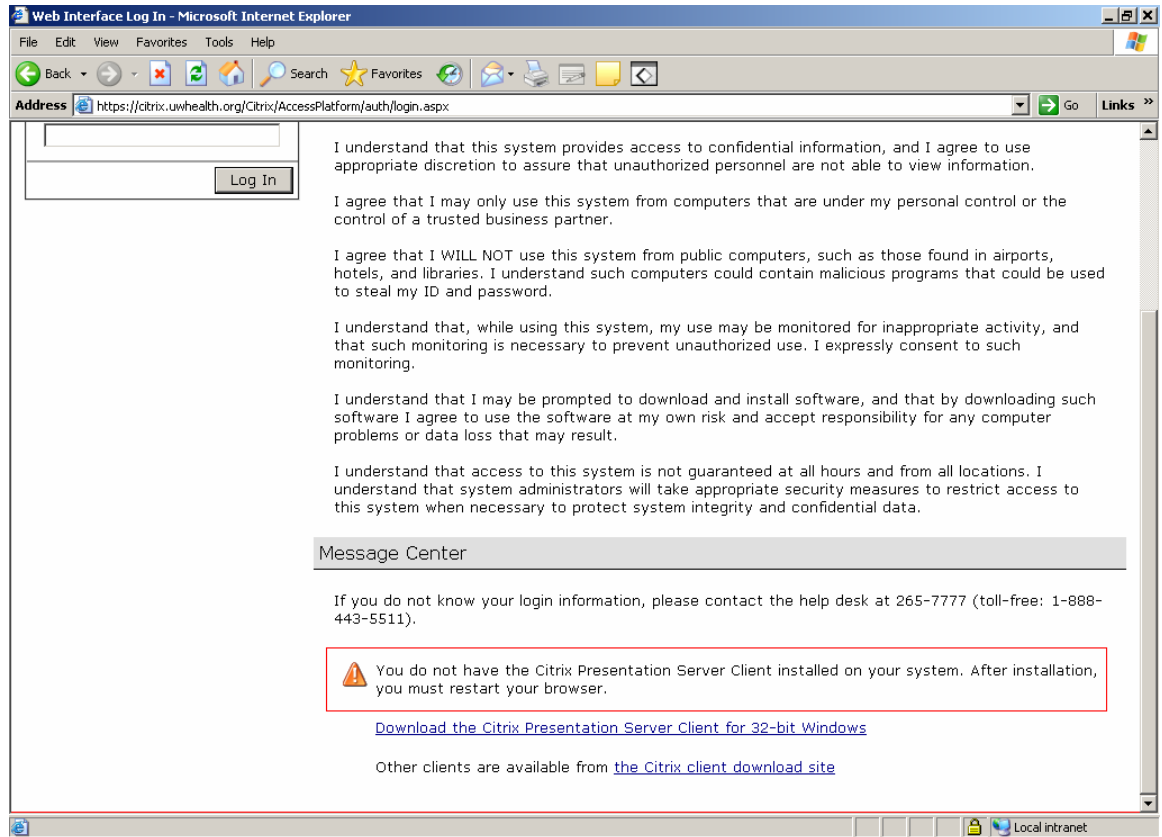 Web Interface Log In - Microsoft Internet Explorer
File Edit View Favorites Tools Help
Back Search Favorites
Address https://citrix.uwhealth.org/Citrix/AccessPlatform/auth/login.aspx Go Links »
Log In
I understand that this system provides access to confidential information, and I agree to use
appropriate discretion to assure that unauthorized personnel are not able to view information.
I agree that I may only use this system from computers that are under my personal control or the
control of a trusted business partner.
I agree that I WILL NOT use this system from public computers, such as those found in airports,
hotels, and libraries. I understand such computers could contain malicious programs that could be used
to steal my ID and password.
I understand that, while using this system, my use may be monitored for inappropriate activity, and
that such monitoring is necessary to prevent unauthorized use. I expressly consent to such
monitoring.
I understand that I may be prompted to download and install software, and that by downloading such
software I agree to use the software at my own risk and accept responsibility for any computer
problems or data loss that may result.
I understand that access to this system is not guaranteed at all hours and from all locations. I
understand that system administrators will take appropriate security measures to restrict access to
this system when necessary to protect system integrity and confidential data.
Message Center
If you do not know your login information, please contact the help desk at 265-7777 (toll-free: 1-888-
443-5511).
You do not have the Citrix Presentation Server Client installed on your system. After installation,
you must restart your browser.
Download the Citrix Presentation Server Client for 32-bit Windows
Other clients are available from the Citrix client download site
Local intranet